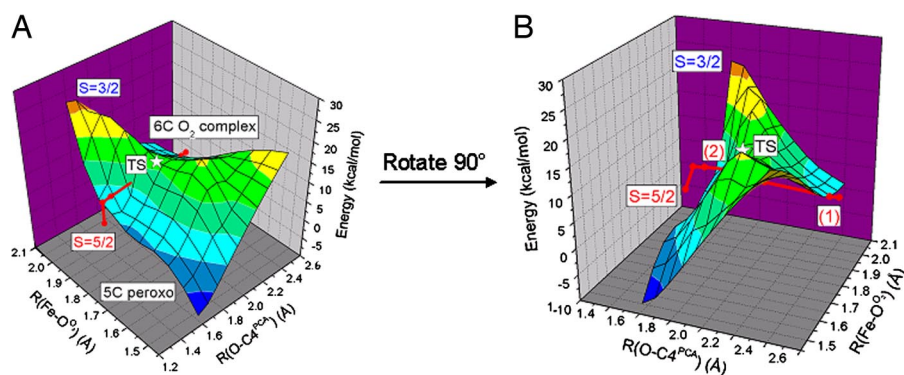 A
S=3/2
6C O2 complex
TS
S=5/2
5C peroxo
30
25
20
15
10
5
0
-5
Energy (kcal/mol)
2.1
2.0
1.9
1.8
1.7
1.6
1.5
R(Fe-O°) (Å)
1.2
1.4
1.6
1.8
2.0
2.2
2.4
2.6
R(O-C4PCA) (Å)
Rotate 90°
B
S=3/2
TS
(2)
S=5/2
(1)
30
25
20
15
10
5
0
-5
-10
Energy (kcal/mol)
1.4
1.6
1.8
2.0
2.2
2.4
2.6
R(O-C4PCA) (Å)
1.5
1.6
1.7
1.8
1.9
2.0
2.1
R(Fe-O°) (Å)